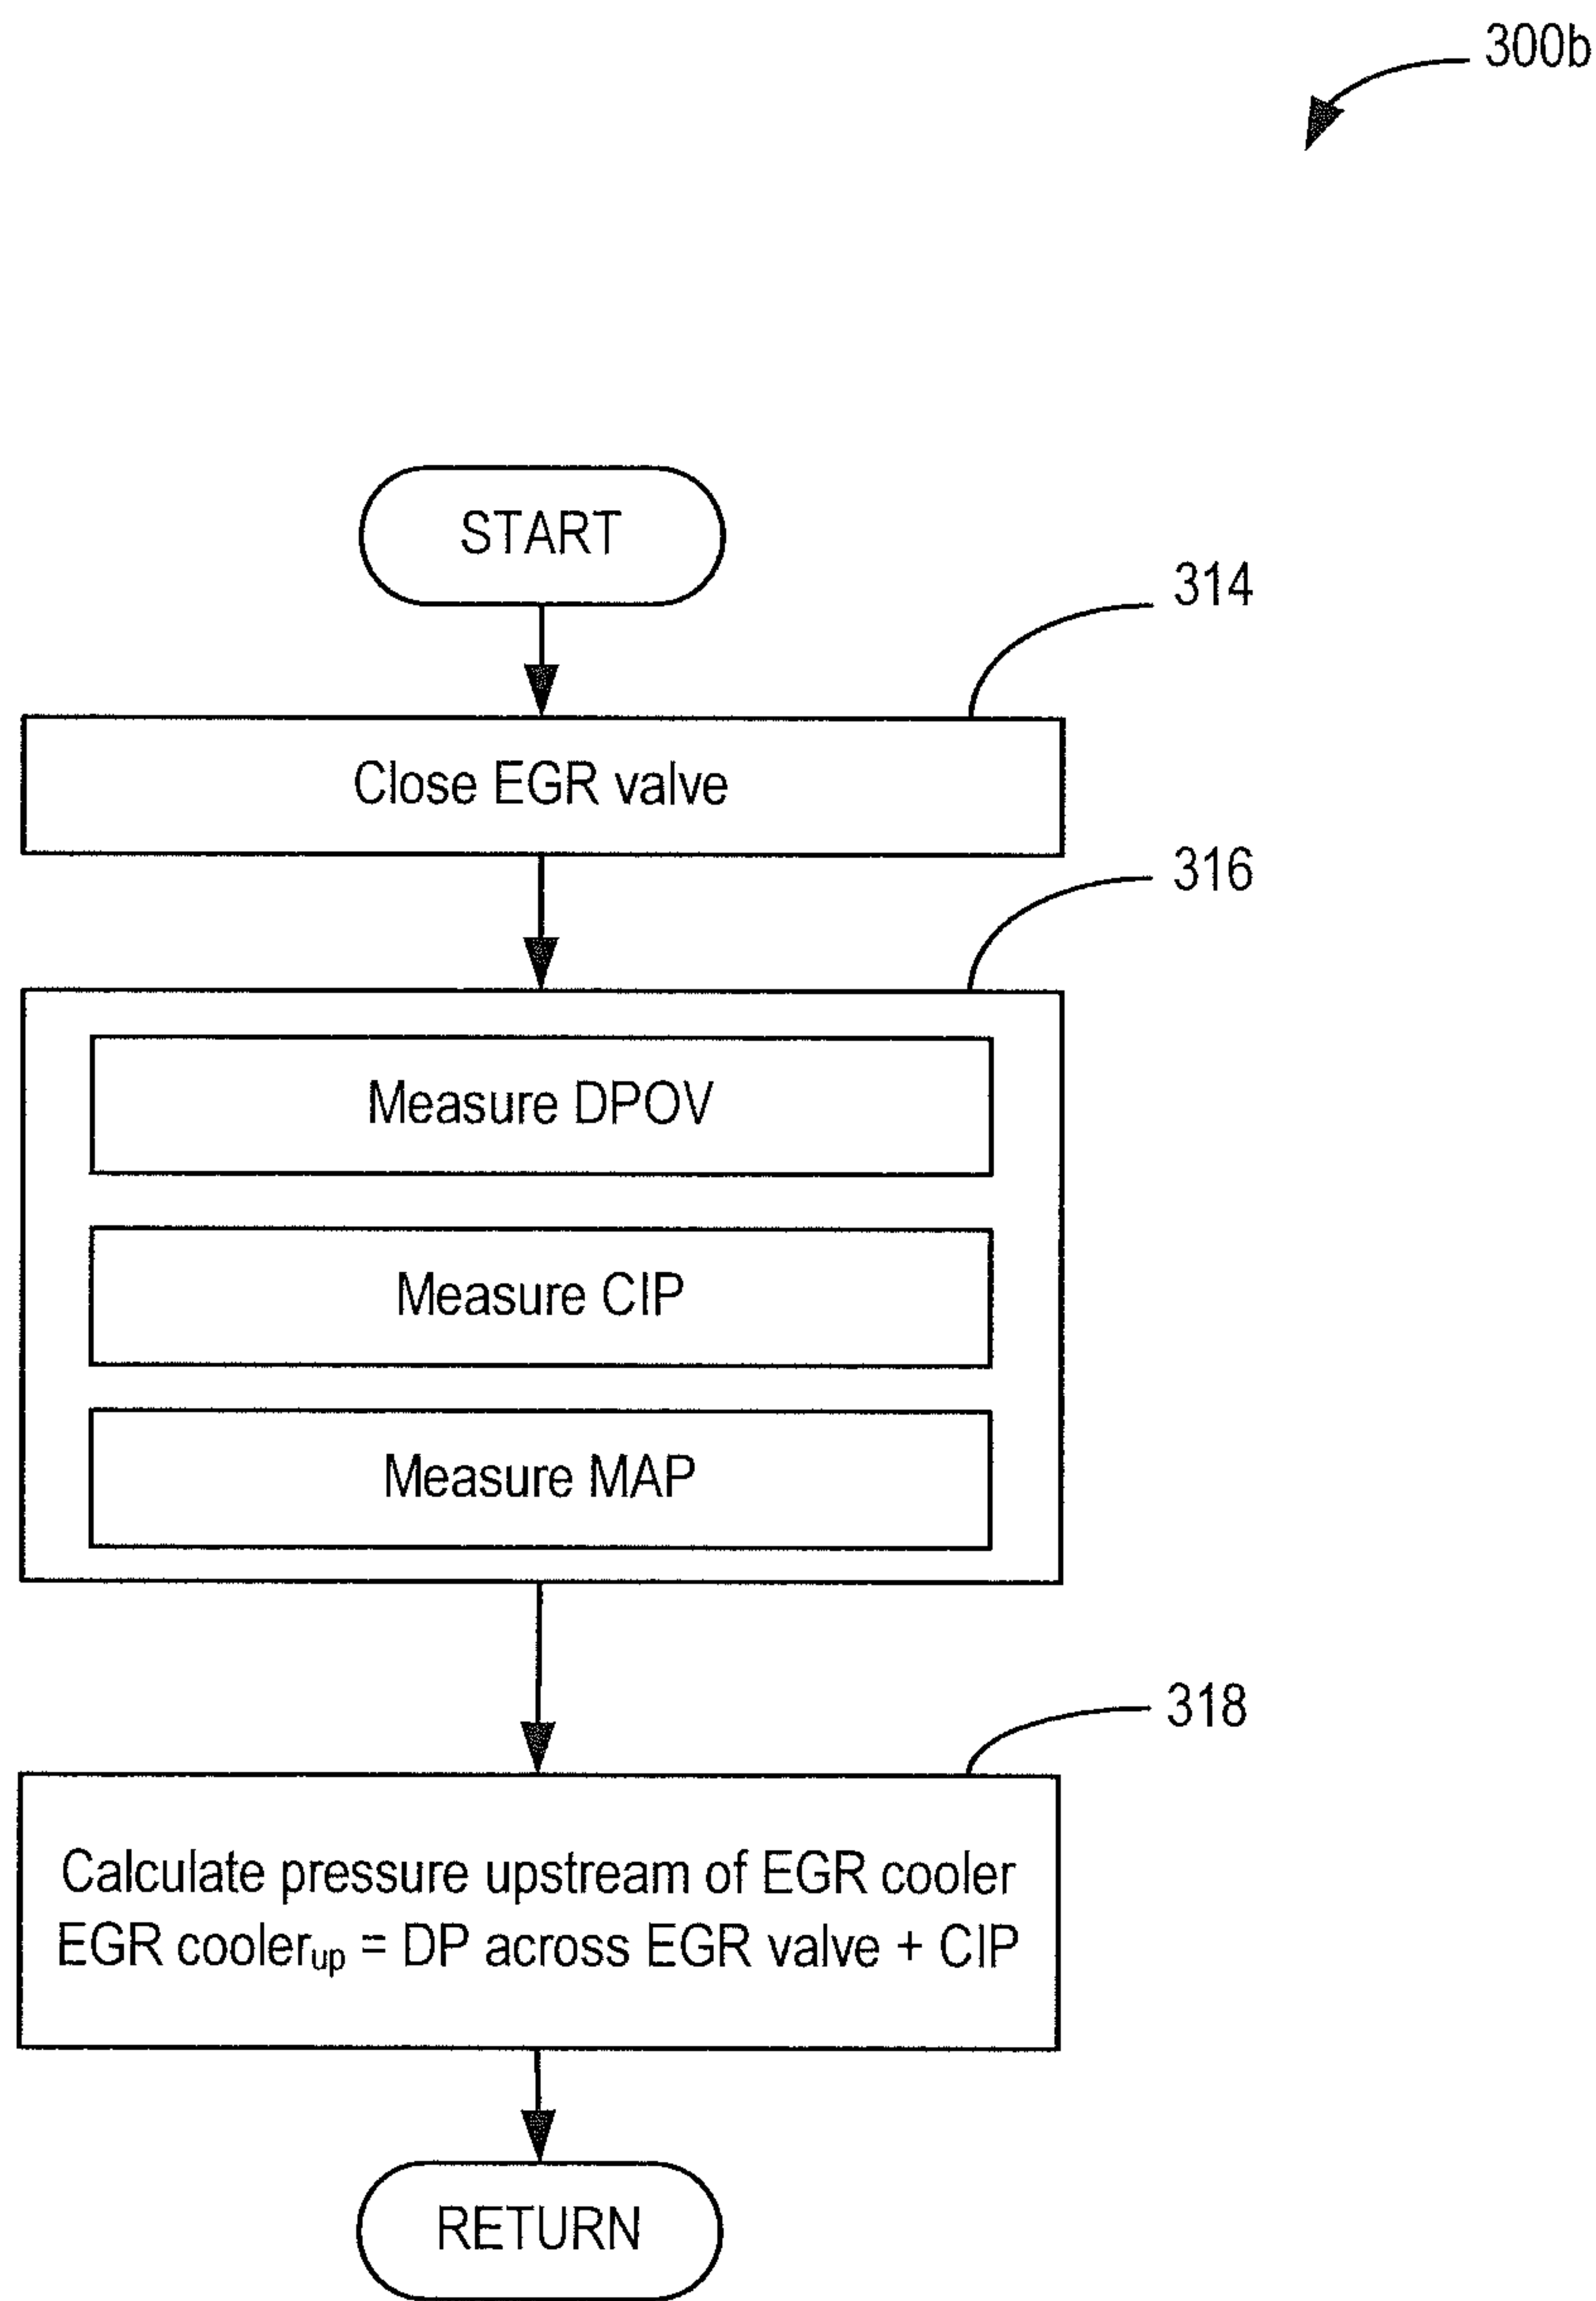 300b
START
314
Close EGR valve
316
Measure DPOV
Measure CIP
Measure MAP
318
Calculate pressure upstream of EGR cooler
EGR coolerup = DP across EGR valve + CIP
RETURN